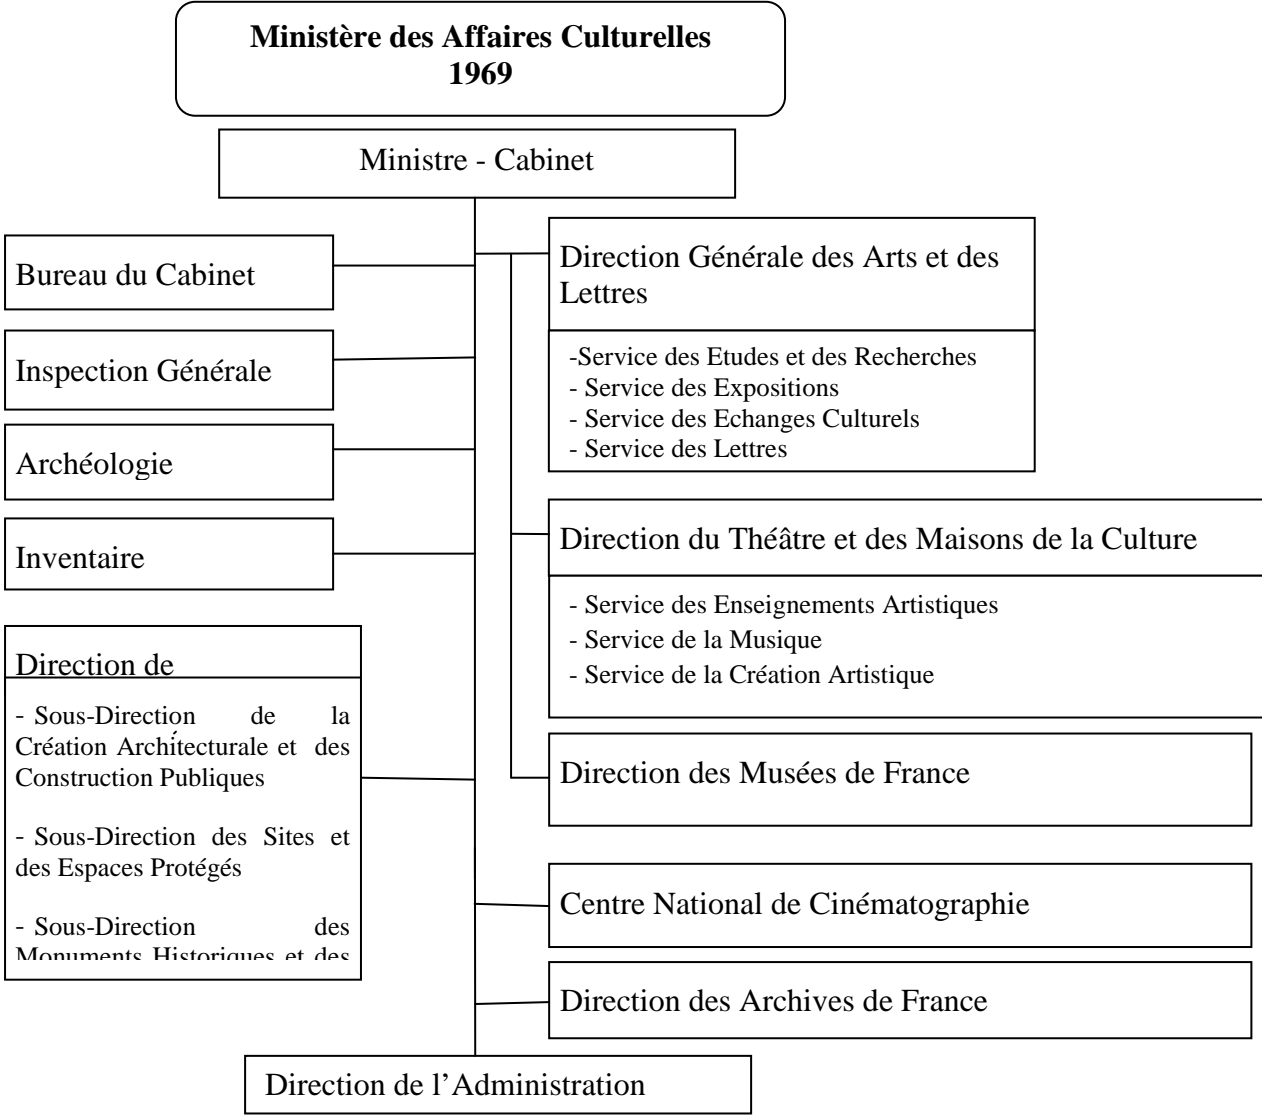 Ministère des Affaires Culturelles
1969
Ministre - Cabinet
Bureau du Cabinet
Inspection Générale
Archéologie
Inventaire
Direction de
- Sous-Direction de la
Création Architecturale et des
Construction Publiques
- Sous-Direction des Sites et
des Espaces Protégés
- Sous-Direction des
Monuments Historiques et des
Direction Générale des Arts et des
Lettres
-Service des Etudes et des Recherches
- Service des Expositions
- Service des Echanges Culturels
- Service des Lettres
Direction du Théâtre et des Maisons de la Culture
- Service des Enseignements Artistiques
- Service de la Musique
- Service de la Création Artistique
Direction des Musées de France
Centre National de Cinématographie
Direction des Archives de France
Direction de l’Administration